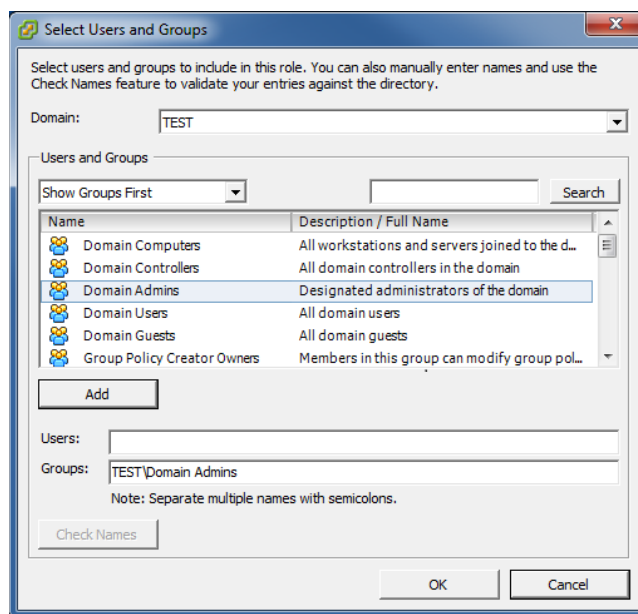 Select Users and Groups
Select users and groups to include in this role. You can also manually enter names and use the
Check Names feature to validate your entries against the directory.
Domain: TEST
Users and Groups
Show Groups First Search
Name Description / Full Name
Domain Computers All workstations and servers joined to the d...
Domain Controllers All domain controllers in the domain
Domain Admins Designated administrators of the domain
Domain Users All domain users
Domain Guests All domain guests
Group Policy Creator Owners Members in this group can modify group pol...
Add
Users:
Groups: TEST\Domain Admins
Note: Separate multiple names with semicolons.
Check Names
OK Cancel